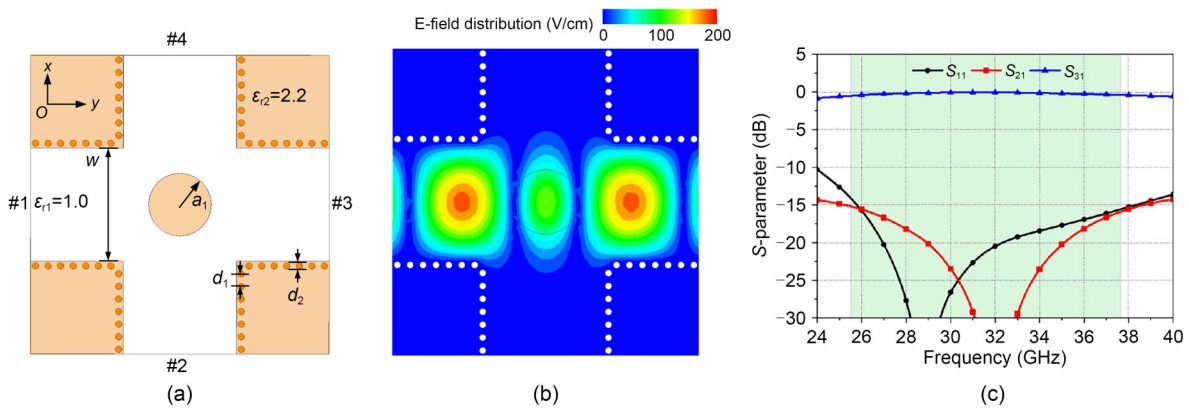 #4
x
O
y
εr2=2.2
w
#1
εr1=1.0
a1
#3
d1
d2
#2
(a)
E-field distribution (V/cm)
0
100
200
(b)
5
0
−5
−10
−15
−20
−25
−30
S-parameter (dB)
S11
S21
S31
24 26 28 30 32 34 36 38 40
Frequency (GHz)
(c)